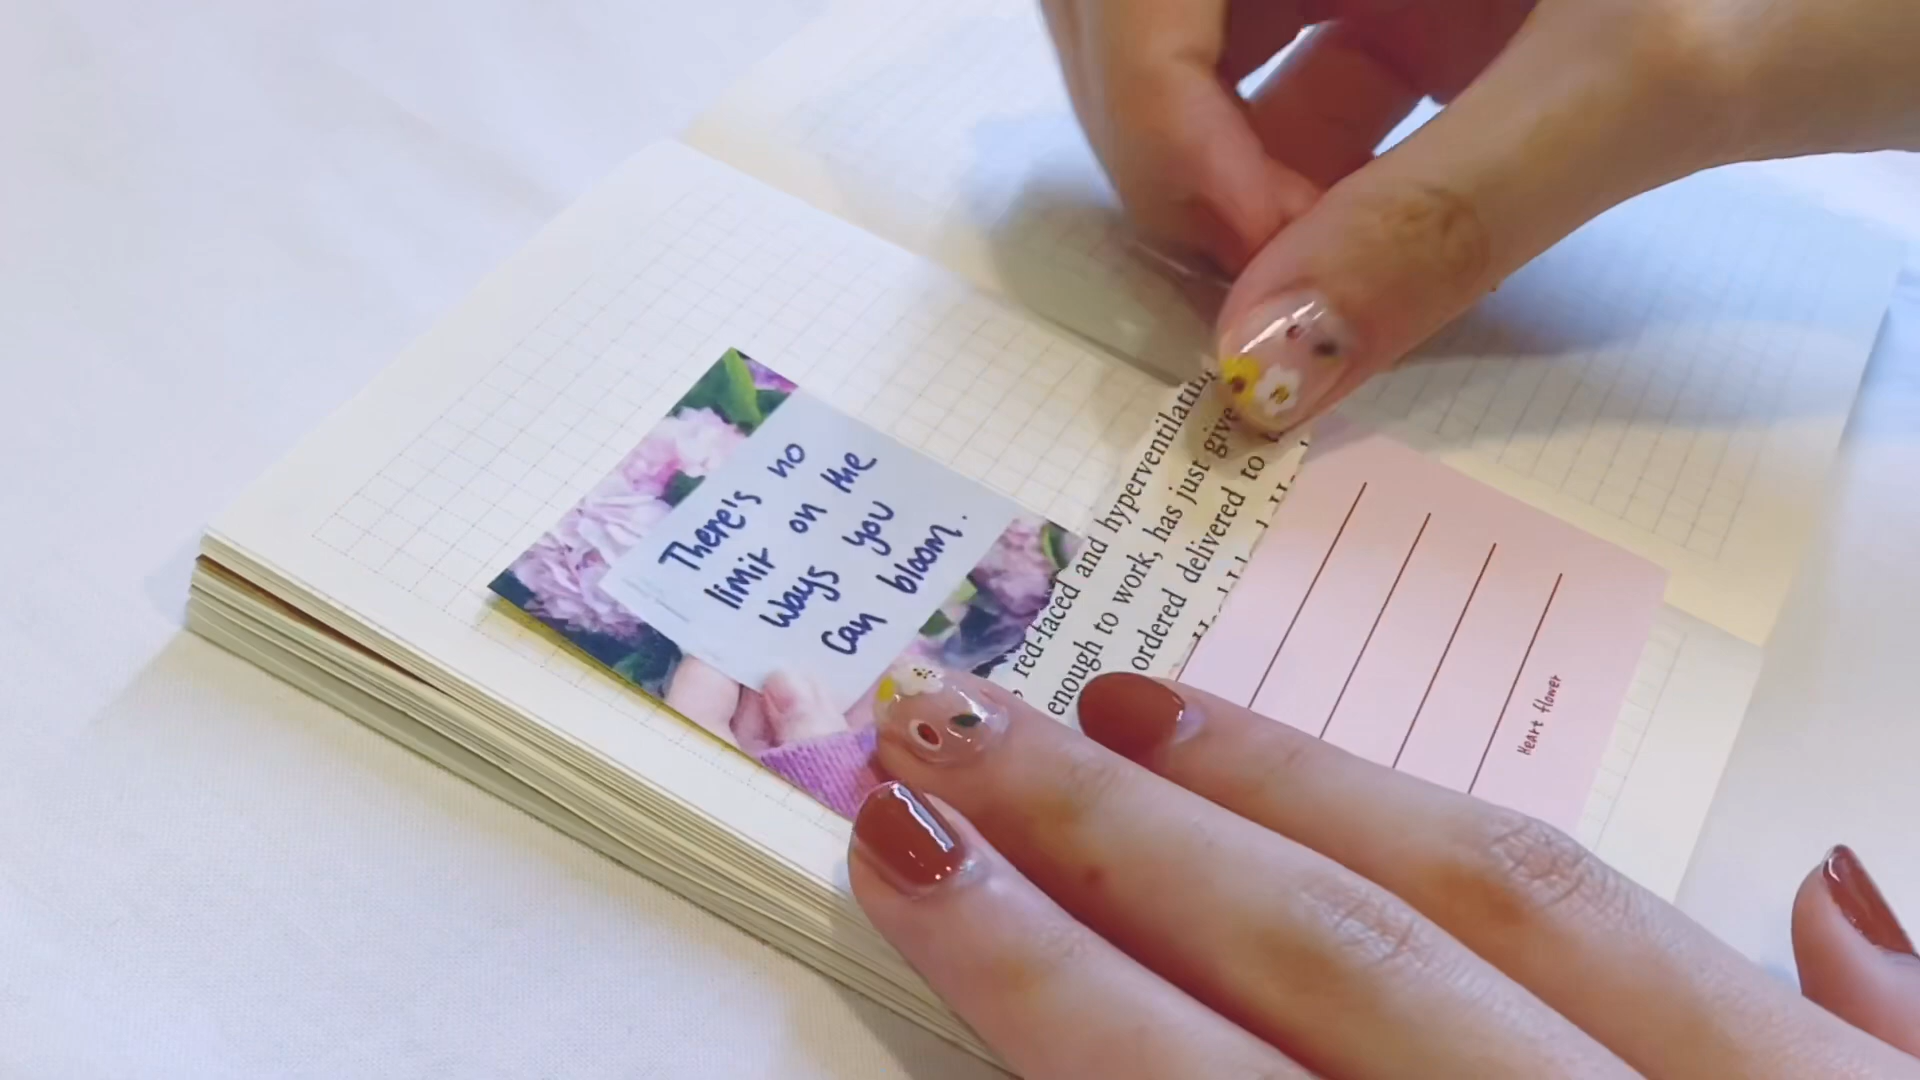 There's no
limit on the
ways you
can bloom.
red-faced and hyperventilating
enough to work, has just give
ordered delivered to
Heart flower